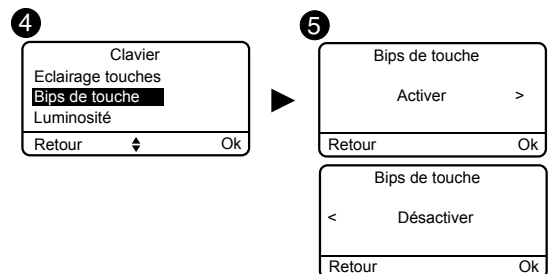 4
Clavier
Eclairage touches
Bips de touche
Luminosité
Retour Ok
5
Bips de touche
Activer >
Retour Ok
Bips de touche
< Désactiver
Retour Ok